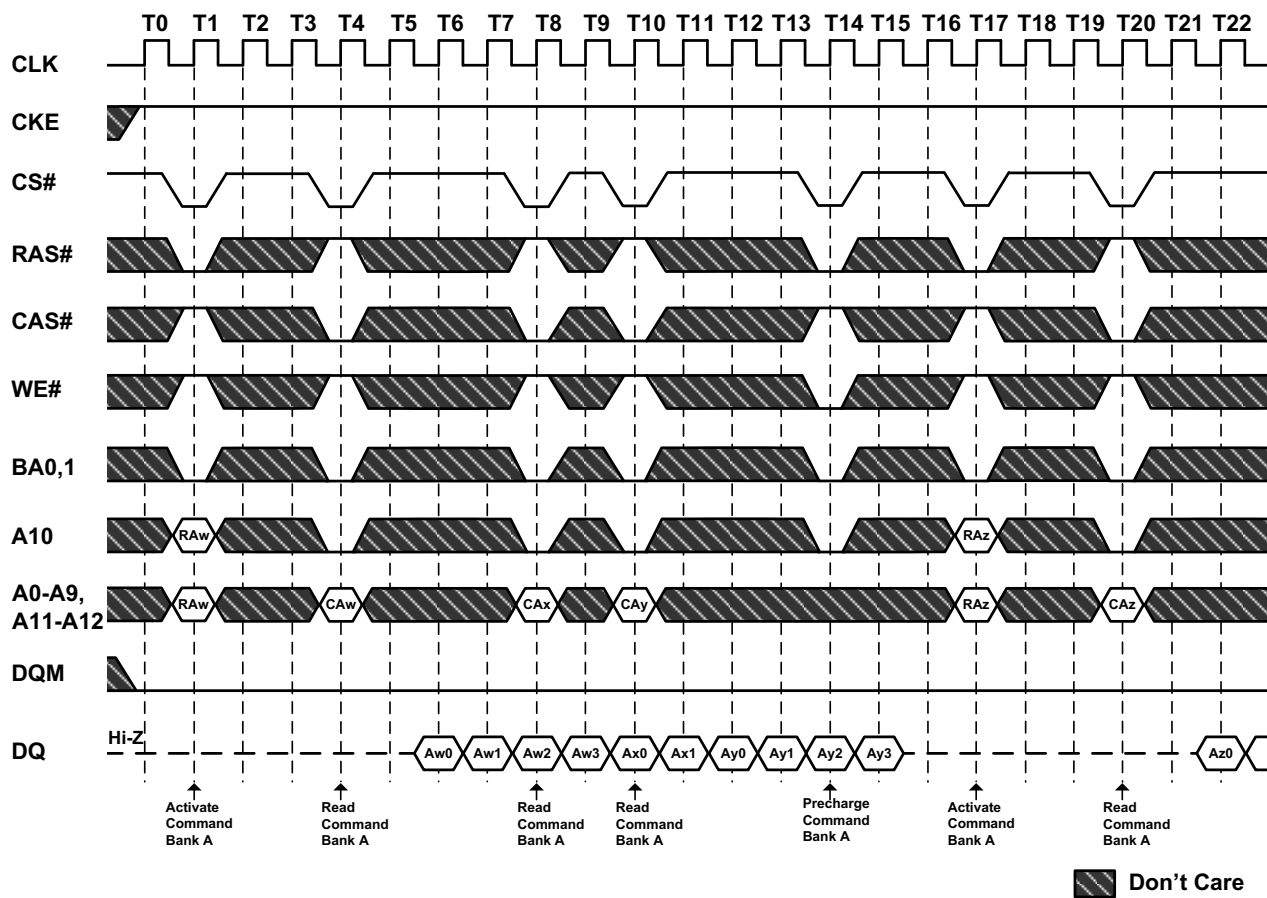 T0 T1 T2 T3 T4 T5 T6 T7 T8 T9 T10 T11 T12 T13 T14 T15 T16 T17 T18 T19 T20 T21 T22
CLK
CKE
CS#
RAS#
CAS#
WE#
BA0,1
A10
RAw RAz
A0-A9,
A11-A12
RAw CAw CAx CAy RAz CAz
DQM
DQ
Hi-Z
Aw0 Aw1 Aw2 Aw3 Ax0 Ax1 Ay0 Ay1 Ay2 Ay3 Az0
Activate
Command
Bank A
Read
Command
Bank A
Read
Command
Bank A
Read
Command
Bank A
Precharge
Command
Bank A
Activate
Command
Bank A
Read
Command
Bank A
Don't Care